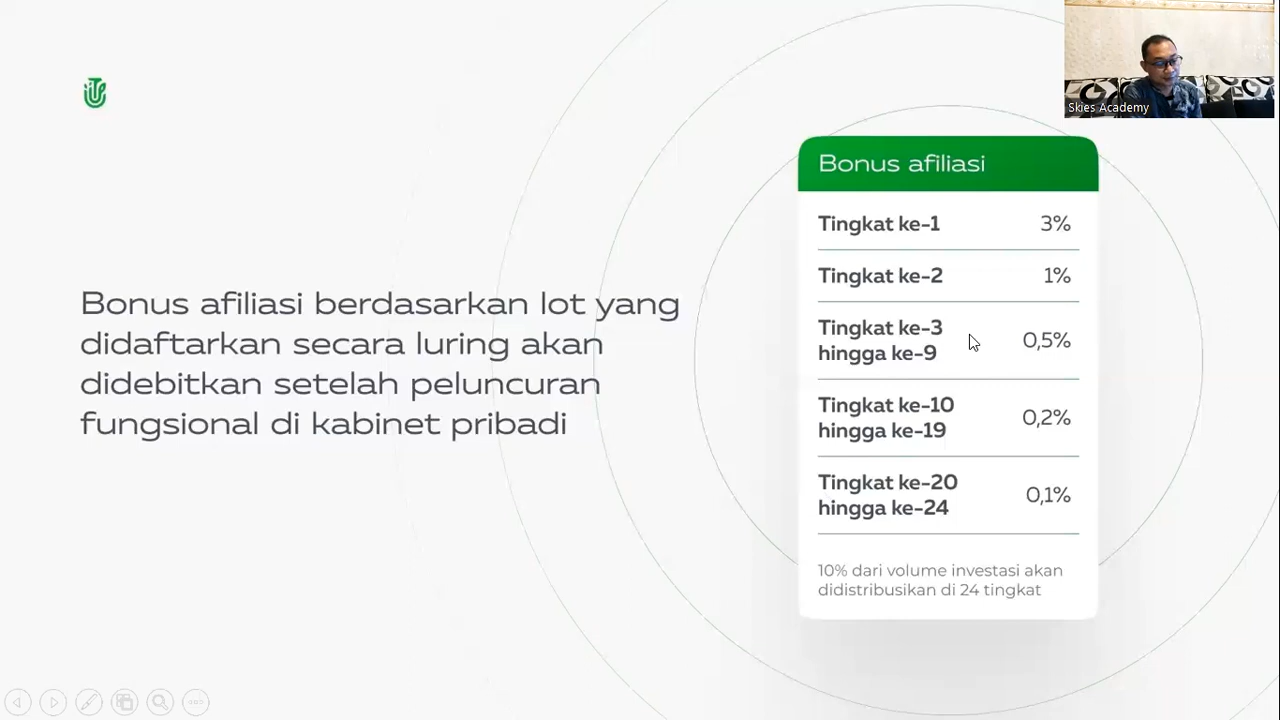 Skies Academy
Bonus afiliasi berdasarkan lot yang
didaftarkan secara luring akan
didebitkan setelah peluncuran
fungsional di kabinet pribadi
Bonus afiliasi
Tingkat ke-1 3%
Tingkat ke-2 1%
Tingkat ke-3
hingga ke-9 0,5%
Tingkat ke-10
hingga ke-19 0,2%
Tingkat ke-20
hingga ke-24 0,1%
10% dari volume investasi akan
didistribusikan di 24 tingkat